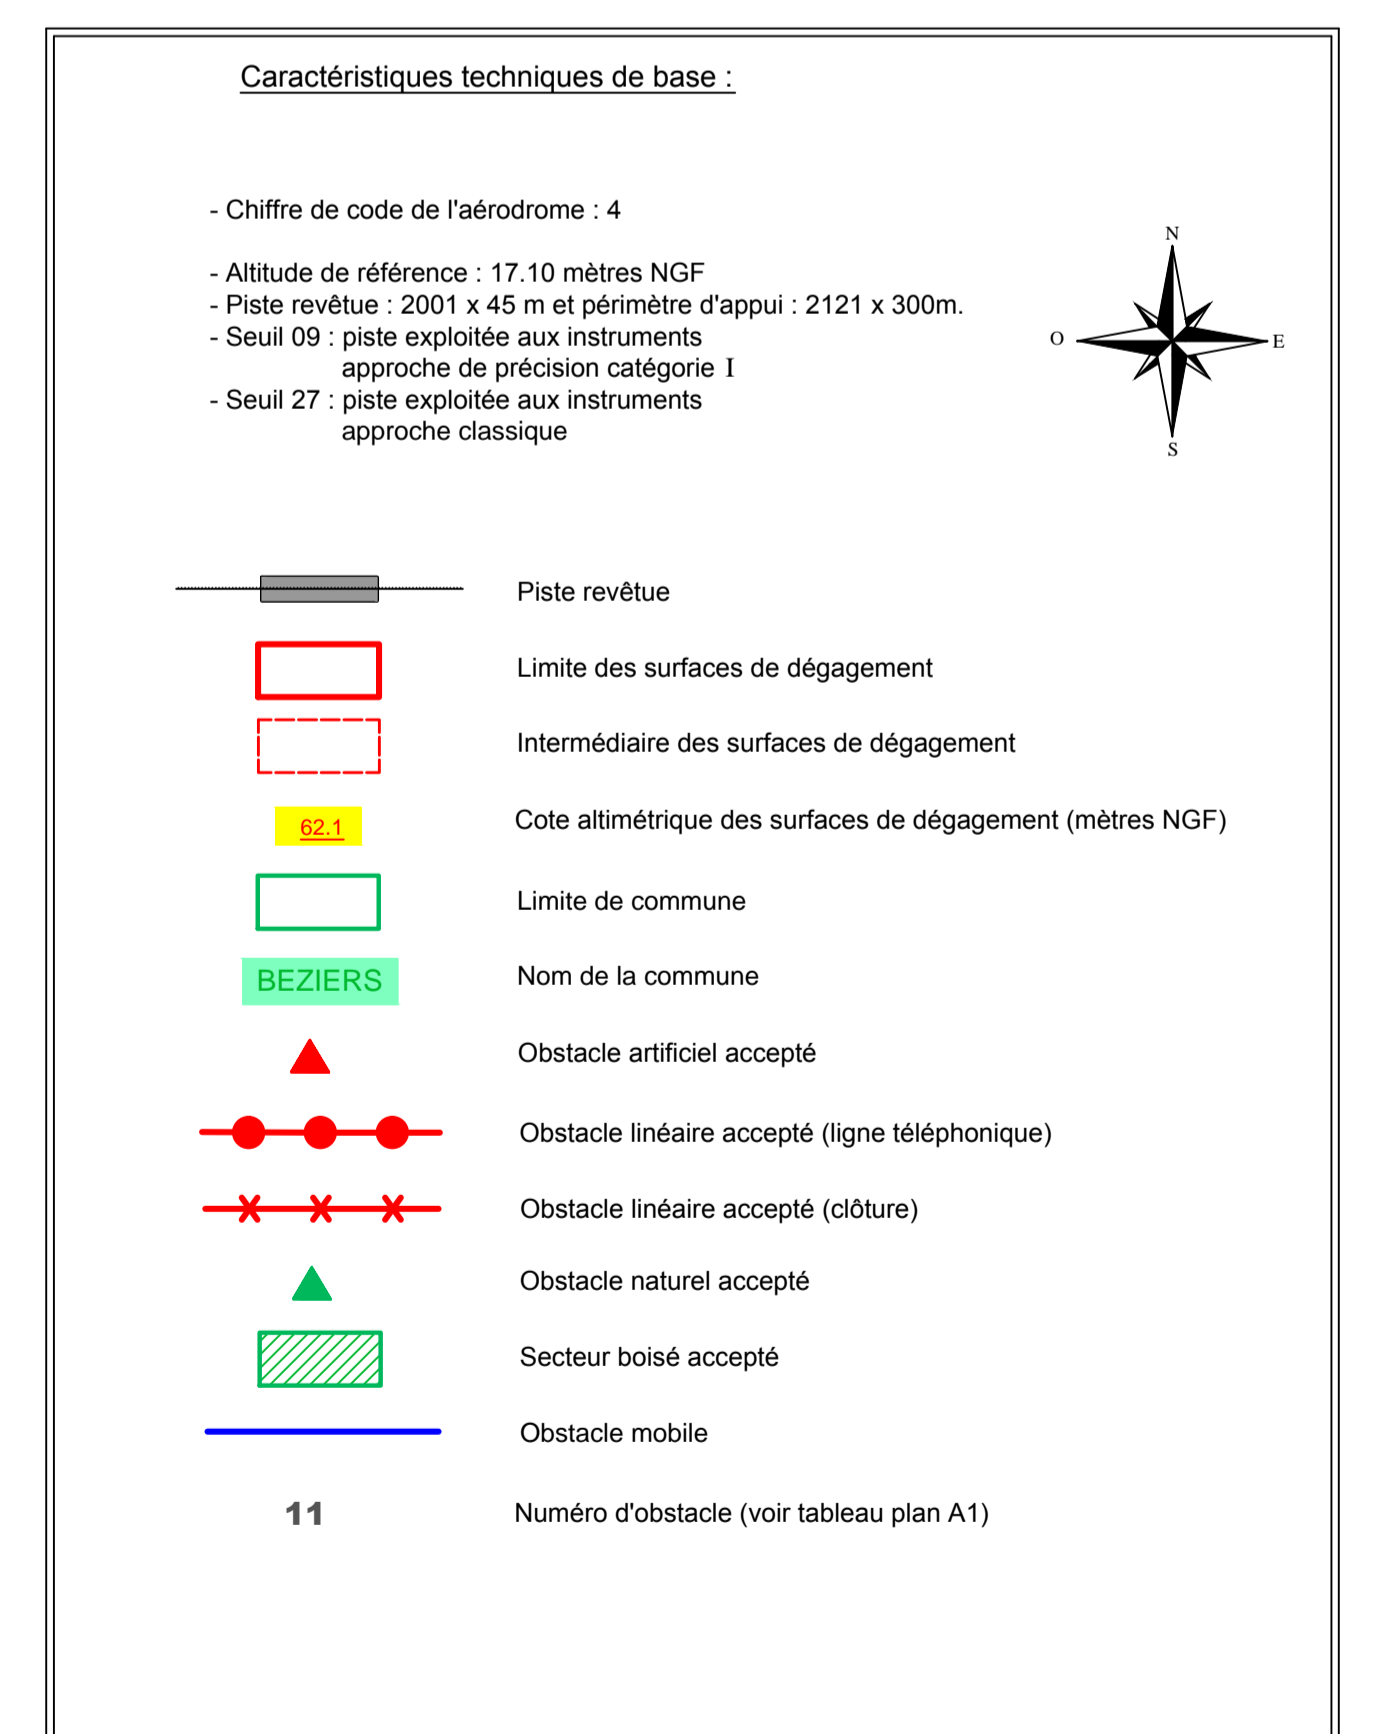 Caractéristiques techniques de base :
- Chiffre de code de l'aérodrome : 4
- Altitude de référence : 17.10 mètres NGF
- Piste revêtue : 2001 x 45 m et périmètre d'appui : 2121 x 300m.
- Seuil 09 : piste exploitée aux instruments
approche de précision catégorie I
- Seuil 27 : piste exploitée aux instruments
approche classique
N
O
E
S
Piste revêtue
Limite des surfaces de dégagement
Intermédiaire des surfaces de dégagement
62.1 Cote altimétrique des surfaces de dégagement (mètres NGF)
Limite de commune
BEZIERS Nom de la commune
Obstacle artificiel accepté
Obstacle linéaire accepté (ligne téléphonique)
Obstacle linéaire accepté (clôture)
Obstacle naturel accepté
Secteur boisé accepté
Obstacle mobile
11 Numéro d'obstacle (voir tableau plan A1)